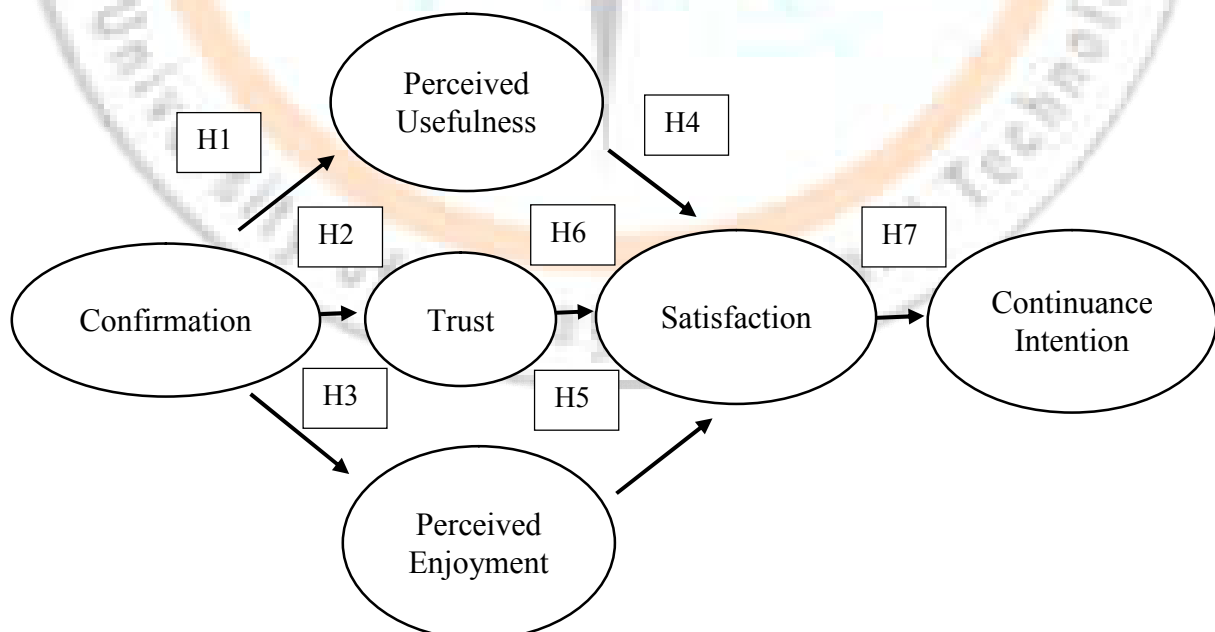 Perceived
Usefulness
H1
H4
H2
H6
H7
Confirmation
Trust
Satisfaction
Continuance
Intention
H3
H5
Perceived
Enjoyment